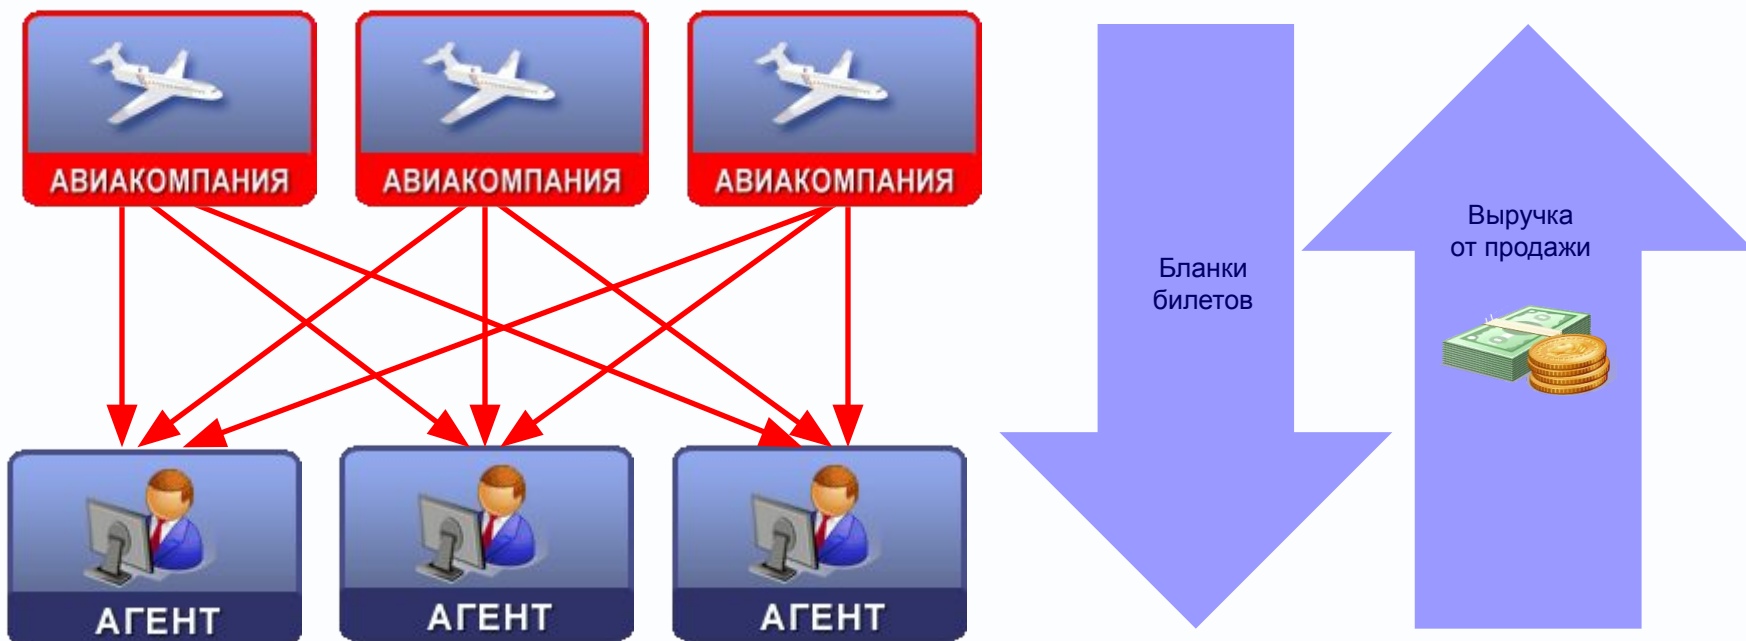 АВИАКОМПАНИЯ
АВИАКОМПАНИЯ
АВИАКОМПАНИЯ
АГЕНТ
АГЕНТ
АГЕНТ
Бланки
билетов
Выручка
от продажи